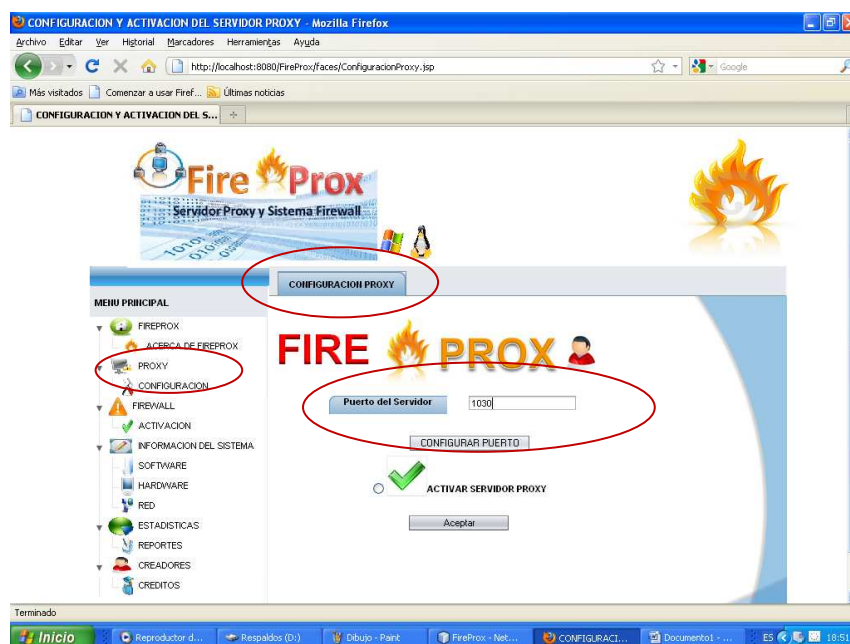 CONFIGURACION Y ACTIVACION DEL SERVIDOR PROXY - Mozilla Firefox
Archivo Editar Ver Historial Marcadores Herramientas Ayuda
http://localhost:8080/FireProx/faces/ConfiguracionProxy.jsp
Google
Más visitados Comenzar a usar Firef... Últimas noticias
CONFIGURACION Y ACTIVACION DEL S...
Fire Prox
Servidor Proxy y Sistema Firewall
CONFIGURACION PROXY
MENU PRINCIPAL
FIREPROX
ACERCA DE FIREPROX
PROXY
CONFIGURACION
FIREWALL
ACTIVACION
INFORMACION DEL SISTEMA
SOFTWARE
HARDWARE
RED
ESTADISTICAS
REPORTES
CREADORES
CREDITOS
FIRE PROX
Puerto del Servidor 1030
CONFIGURAR PUERTO
ACTIVAR SERVIDOR PROXY
Aceptar
Terminado
Inicio Reproductor d... Respaldos (D:) Dibujo - Paint FireProx - Net... CONFIGURACI... Documento1 - ... ES 18:51